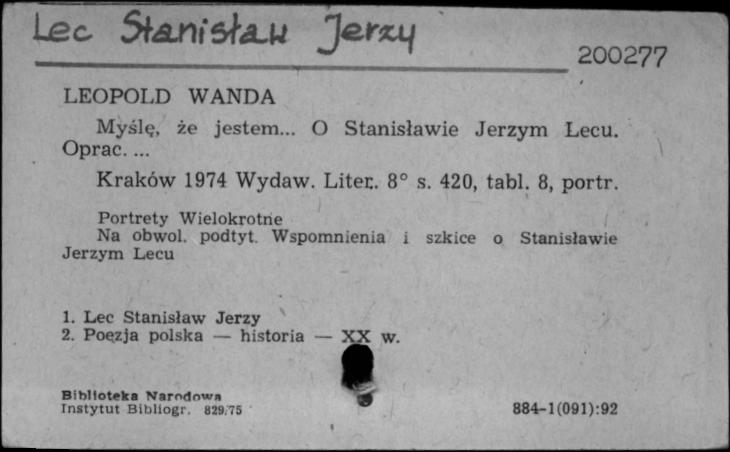 Lec Stanisław Jerzy
200277
LEOPOLD WANDA
Myślę, że jestem... O Stanisławie Jerzym Lecu.
Oprac. ...
Kraków 1974 Wydaw. Liter. 8° s. 420, tabl. 8, portr.
Portrety Wielokrotne
Na obwol. podtyt. Wspomnienia i szkice o Stanisławie
Jerzym Lecu
1. Lec Stanisław Jerzy
2. Poezja polska — historia — XX w.
Biblioteka Narodowa
Instytut Bibliogr. 829/75
884-1(091):92